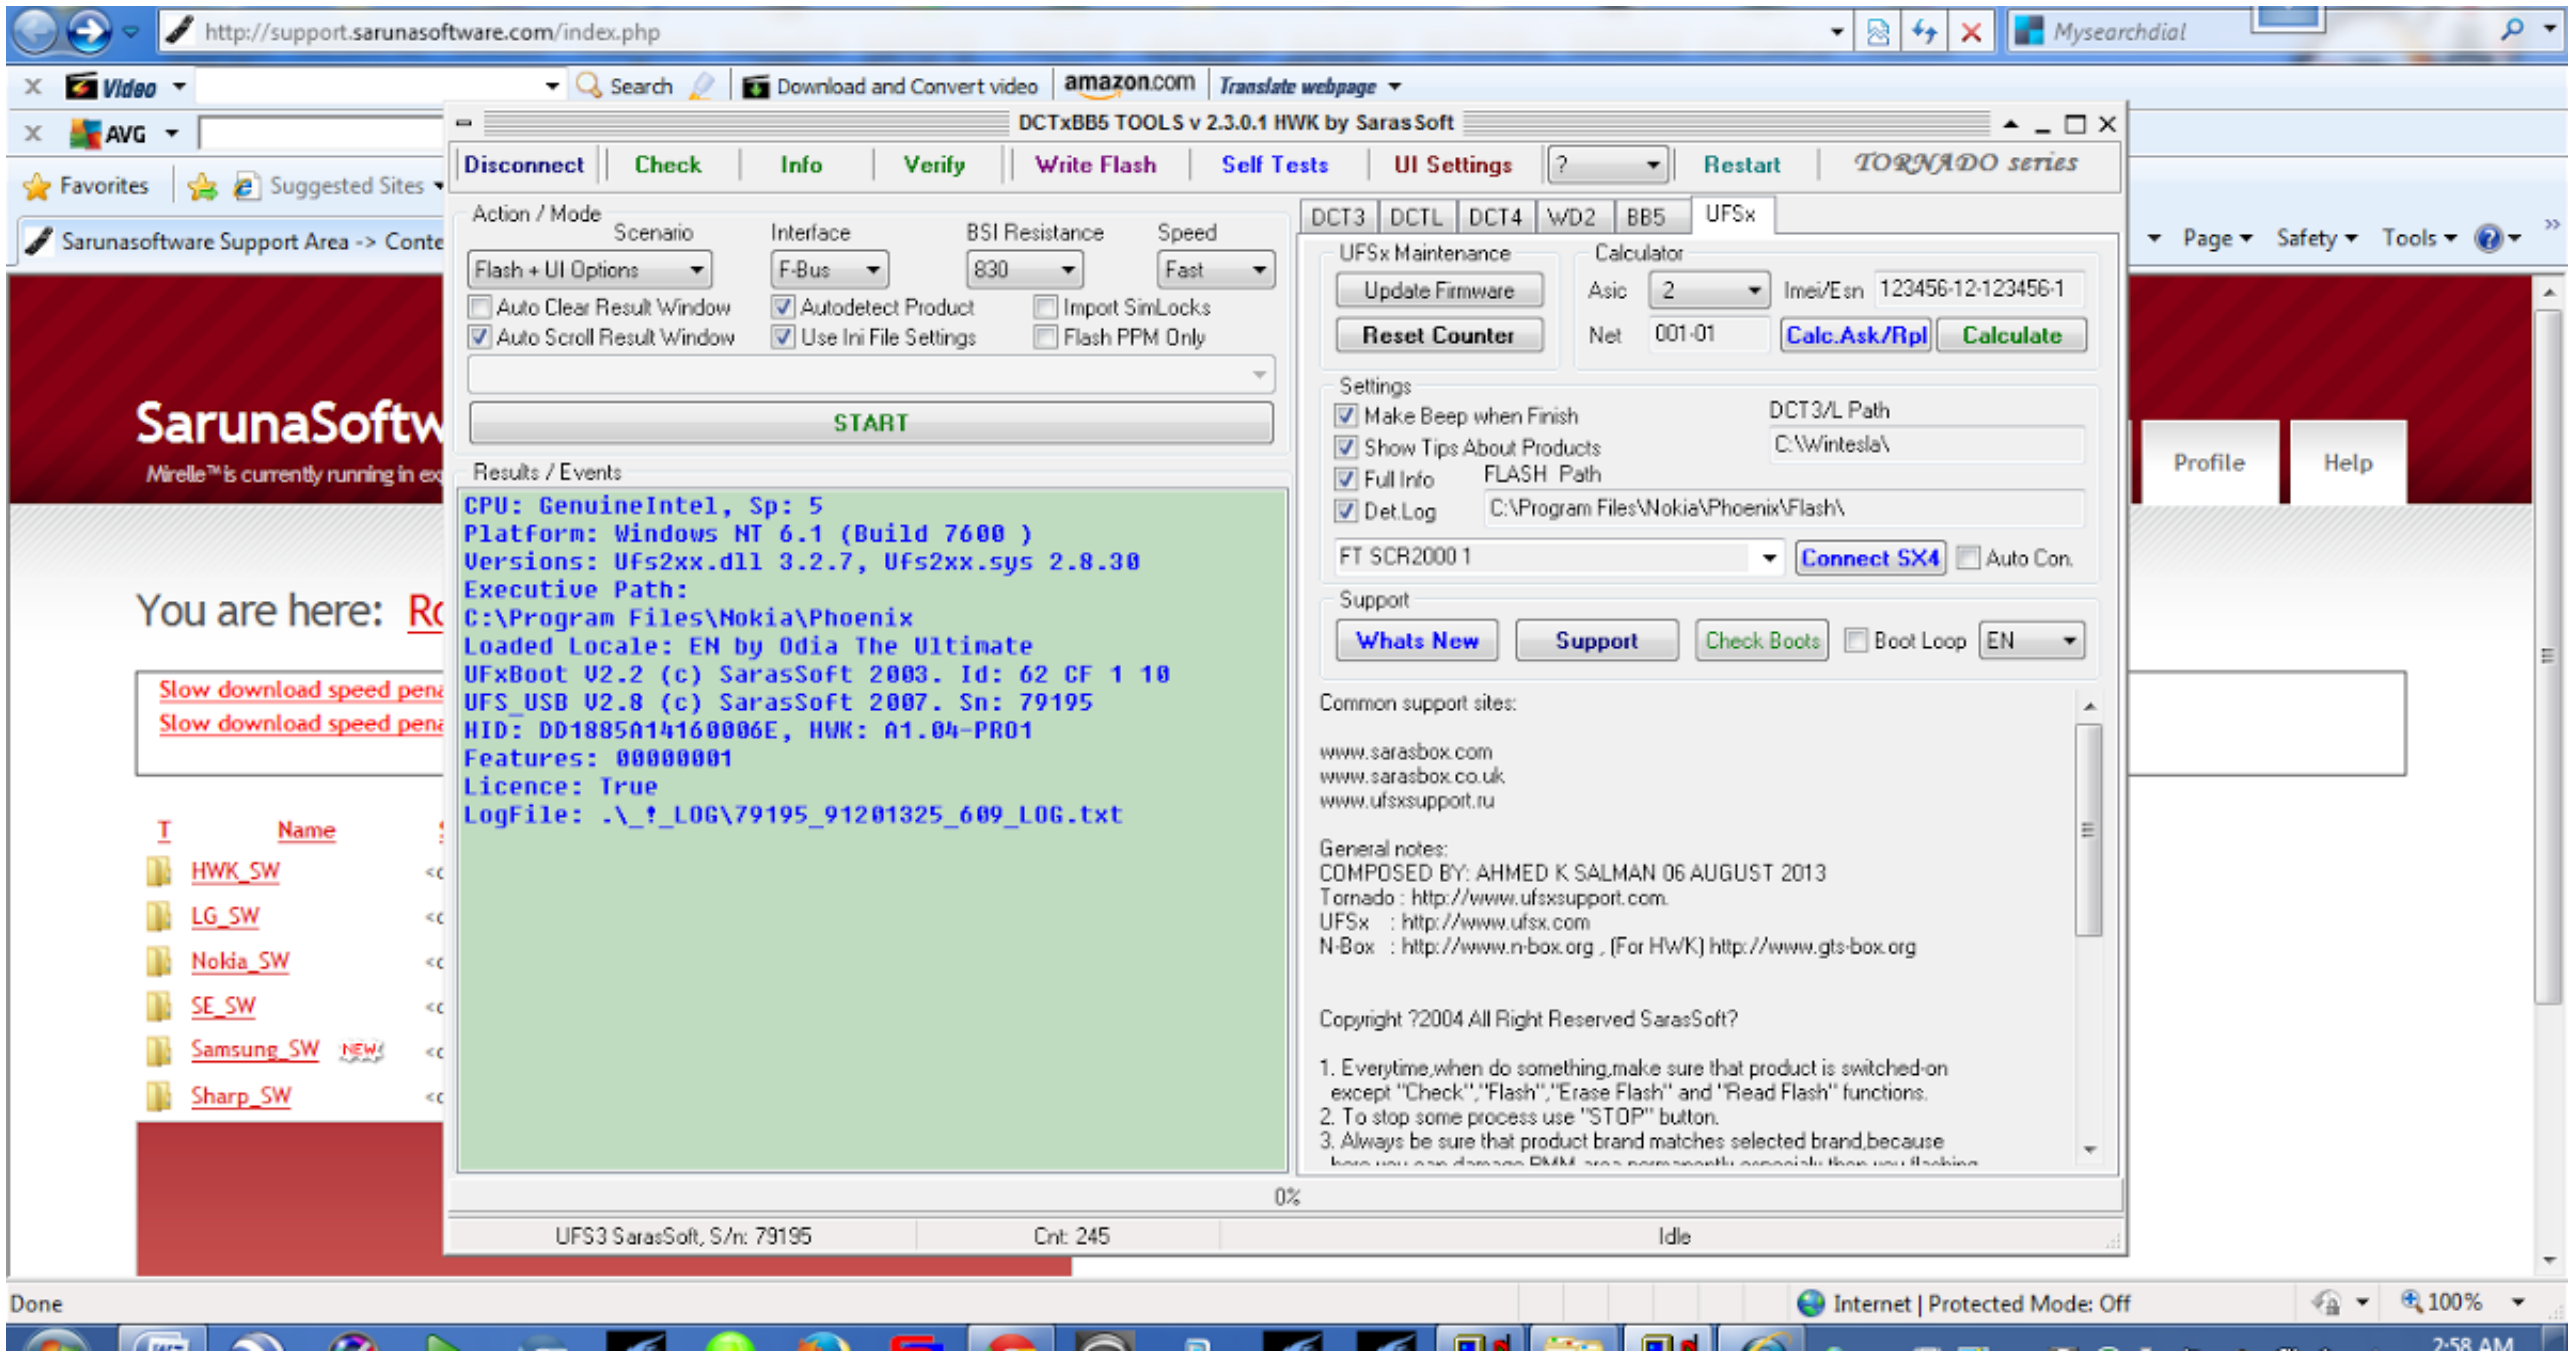 http://support.sarunasoftware.com/index.php
Mysearchdial
Video
Search
Download and Convert video
amazon.com
Translate webpage
AVG
Favorites
Suggested Sites
Sarunasoftware Support Area -> Conte
Page
Safety
Tools
SarunaSoftw
Mirelle™is currently running in
Profile
Help
You are here:
Slow download speed pena
Slow download speed pena
T
Name
HWK_SW
LG_SW
Nokia_SW
SE_SW
Samsung_SW NEW!
Sharp_SW
DCTxBB5 TOOLS v 2.3.0.1 HWK by SarasSoft
Disconnect
Check
Info
Verify
Write Flash
Self Tests
UI Settings
?
Restart
TORNADO series
Action / Mode
Scenario
Interface
BSI Resistance
Speed
Flash + UI Options
F-Bus
830
Fast
Auto Clear Result Window
Autodetect Product
Import SimLocks
Auto Scroll Result Window
Use Ini File Settings
Flash PPM Only
START
Results / Events
CPU: GenuineIntel, Sp: 5
Platform: Windows NT 6.1 (Build 7600 )
Versions: Ufs2xx.dll 3.2.7, Ufs2xx.sys 2.8.30
Executive Path:
C:\Program Files\Nokia\Phoenix
Loaded Locale: EN by Odia The Ultimate
UFxBoot V2.2 (c) SarasSoft 2003. Id: 62 CF 1 10
UFS_USB V2.8 (c) SarasSoft 2007. Sn: 79195
HID: DD1885A14160006E, HWK: A1.04-PRO1
Features: 00000001
Licence: True
LogFile: .\_!_LOG\79195_91201325_609_LOG.txt
DCT3
DCTL
DCT4
WD2
BB5
UFSx
UFSx Maintenance
Update Firmware
Reset Counter
Calculator
Asic
2
Imei/Esn
123456-12-123456-1
Net
001-01
Calc.Ask/Rpl
Calculate
Settings
Make Beep when Finish
DCT3/L Path
Show Tips About Products
C:\Wintesla\
Full Info
FLASH Path
Det.Log
C:\Program Files\Nokia\Phoenix\Flash\
FT SCR2000 1
Connect SX4
Auto Con.
Support
Whats New
Support
Check Boots
Boot Loop
EN
Common support sites:
www.sarasbox.com
www.sarasbox.co.uk
www.ufsxsupport.ru
General notes:
COMPOSED BY: AHMED K SALMAN 06 AUGUST 2013
Tornado : http://www.ufsxsupport.com.
UFSx : http://www.ufsx.com
N-Box : http://www.n-box.org , (For HWK) http://www.gts-box.org
Copyright ?2004 All Right Reserved SarasSoft?
1. Everytime,when do something,make sure that product is switched-on
except "Check","Flash","Erase Flash" and "Read Flash" functions.
2. To stop some process use "STOP" button.
3. Always be sure that product brand matches selected brand,because
0%
UFS3 SarasSoft, S/n: 79195
Cnt: 245
Idle
Done
Internet | Protected Mode: Off
100%
2:58 AM